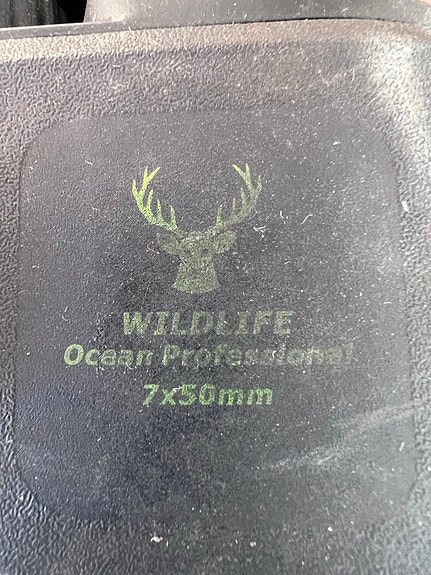 WILDLIFE
Ocean Professional
7x50mm